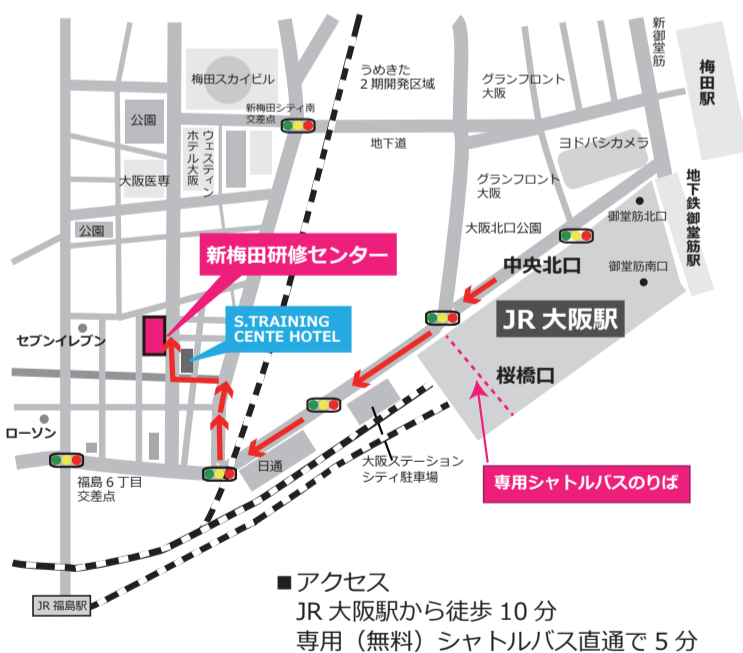 新御堂筋
梅田スカイビル
うめきた
2期開発区域
グランフロント
大阪
梅田駅
新梅田シティ南
交差点
公園
ウェスティン
ホテル大阪
地下道
ヨドバシカメラ
大阪医専
グランフロント
大阪
地下鉄御堂筋駅
御堂筋北口
公園
大阪北口公園
新梅田研修センター
中央北口
御堂筋南口
S.TRAINING
CENTE HOTEL
JR 大阪駅
セブンイレブン
桜橋口
ローソン
日通
大阪ステーション
シティ駐車場
専用シャトルバスのりば
福島6丁目
交差点
JR 福島駅
■アクセス
JR 大阪駅から徒歩 10 分
専用（無料）シャトルバス直通で 5 分